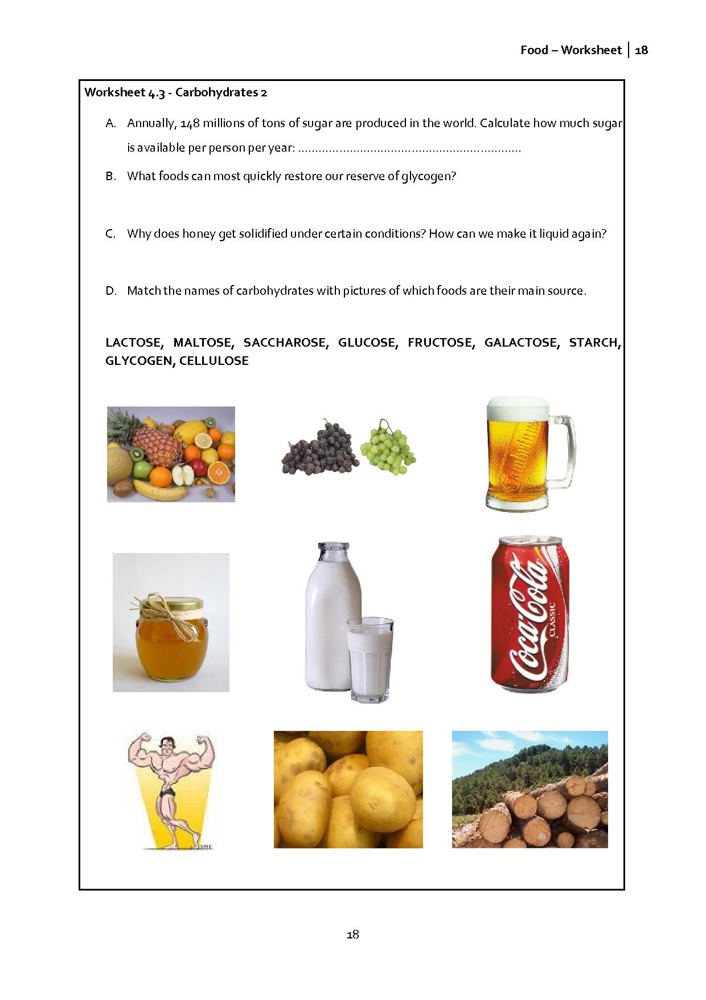 Food – Worksheet | 18
Worksheet 4.3 - Carbohydrates 2
A. Annually, 148 millions of tons of sugar are produced in the world. Calculate how much sugar
is available per person per year: ..................................................................
B. What foods can most quickly restore our reserve of glycogen?
C. Why does honey get solidified under certain conditions? How can we make it liquid again?
D. Match the names of carbohydrates with pictures of which foods are their main source.
LACTOSE, MALTOSE, SACCHAROSE, GLUCOSE, FRUCTOSE, GALACTOSE, STARCH,
GLYCOGEN, CELLULOSE
Gambrinus
Coca-Cola
CLASSIC
18